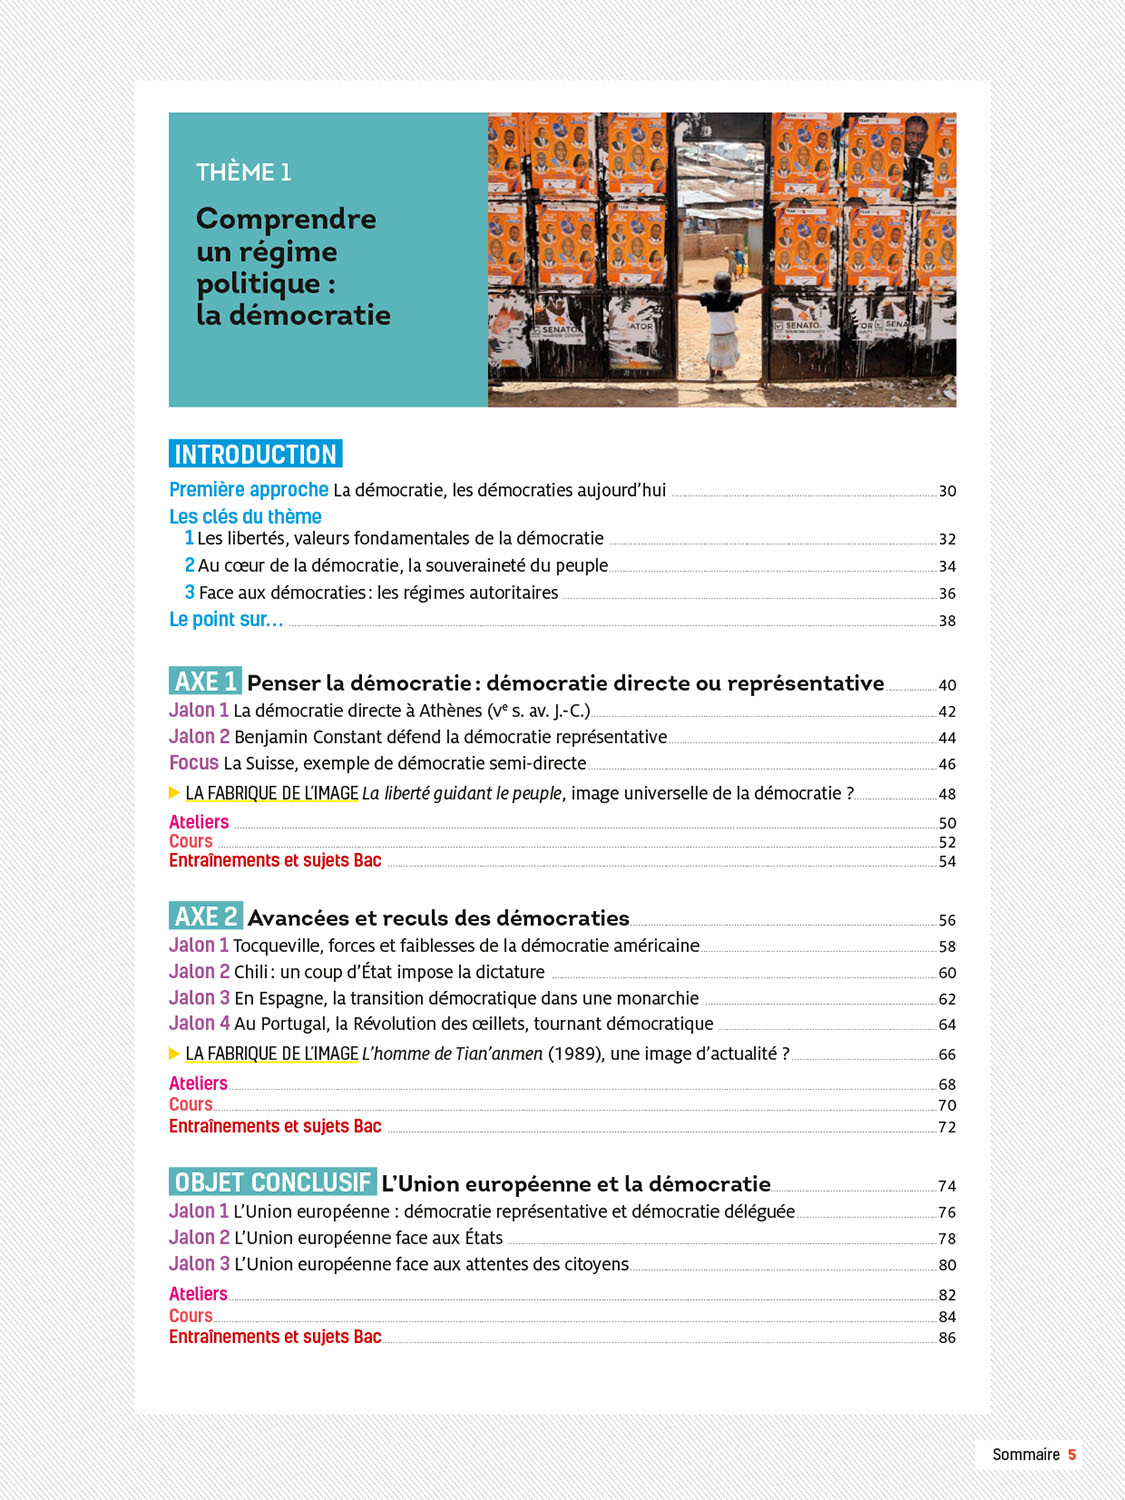 THÈME 1
Comprendre
un régime
politique :
la démocratie
SENATOR
NAIROBI COUNTY
ATOR
SENATO
NAIROBI COUNTY
OR
SENA
INTRODUCTION
Première approche La démocratie, les démocraties aujourd’hui 30
Les clés du thème
1 Les libertés, valeurs fondamentales de la démocratie 32
2 Au cœur de la démocratie, la souveraineté du peuple 34
3 Face aux démocraties : les régimes autoritaires 36
Le point sur… 38
AXE 1 Penser la démocratie : démocratie directe ou représentative 40
Jalon 1 La démocratie directe à Athènes (Ve s. av. J.-C.) 42
Jalon 2 Benjamin Constant défend la démocratie représentative 44
Focus La Suisse, exemple de démocratie semi-directe 46
LA FABRIQUE DE L’IMAGE La liberté guidant le peuple, image universelle de la démocratie ? 48
Ateliers 50
Cours 52
Entraînements et sujets Bac 54
AXE 2 Avancées et reculs des démocraties 56
Jalon 1 Tocqueville, forces et faiblesses de la démocratie américaine 58
Jalon 2 Chili : un coup d’État impose la dictature 60
Jalon 3 En Espagne, la transition démocratique dans une monarchie 62
Jalon 4 Au Portugal, la Révolution des œillets, tournant démocratique 64
LA FABRIQUE DE L’IMAGE L’homme de Tian’anmen (1989), une image d’actualité ? 66
Ateliers 68
Cours 70
Entraînements et sujets Bac 72
OBJET CONCLUSIF L’Union européenne et la démocratie 74
Jalon 1 L’Union européenne : démocratie représentative et démocratie déléguée 76
Jalon 2 L’Union européenne face aux États 78
Jalon 3 L’Union européenne face aux attentes des citoyens 80
Ateliers 82
Cours 84
Entraînements et sujets Bac 86
Sommaire 5